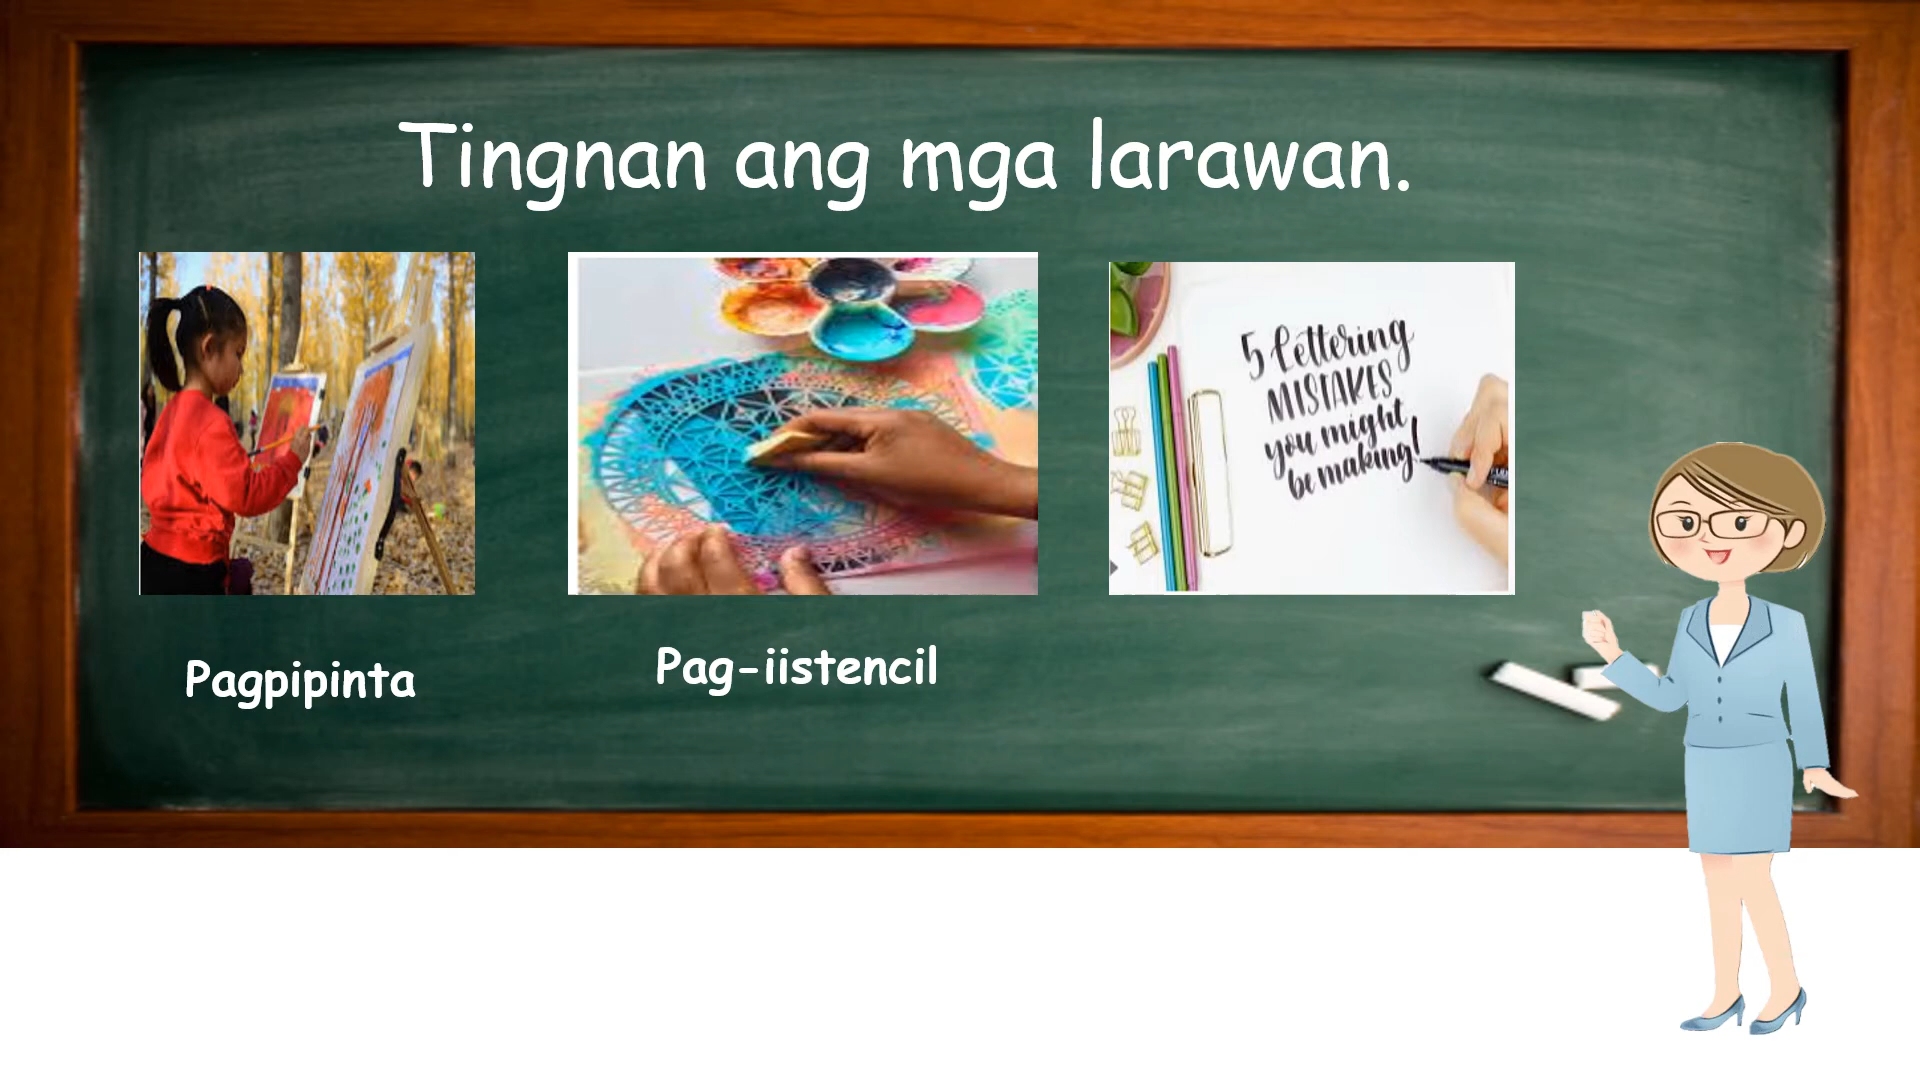 Tingnan ang mga larawan.
5 lettering
MISTAKES
you might
be making!
Pagpipinta
Pag-iistencil